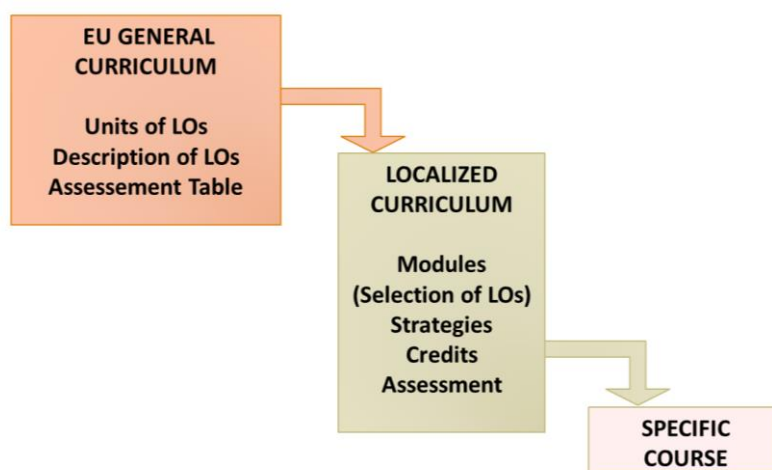 EU GENERAL
CURRICULUM
Units of LOs
Description of LOs
Assessement Table
LOCALIZED
CURRICULUM
Modules
(Selection of LOs)
Strategies
Credits
Assessment
SPECIFIC
COURSE